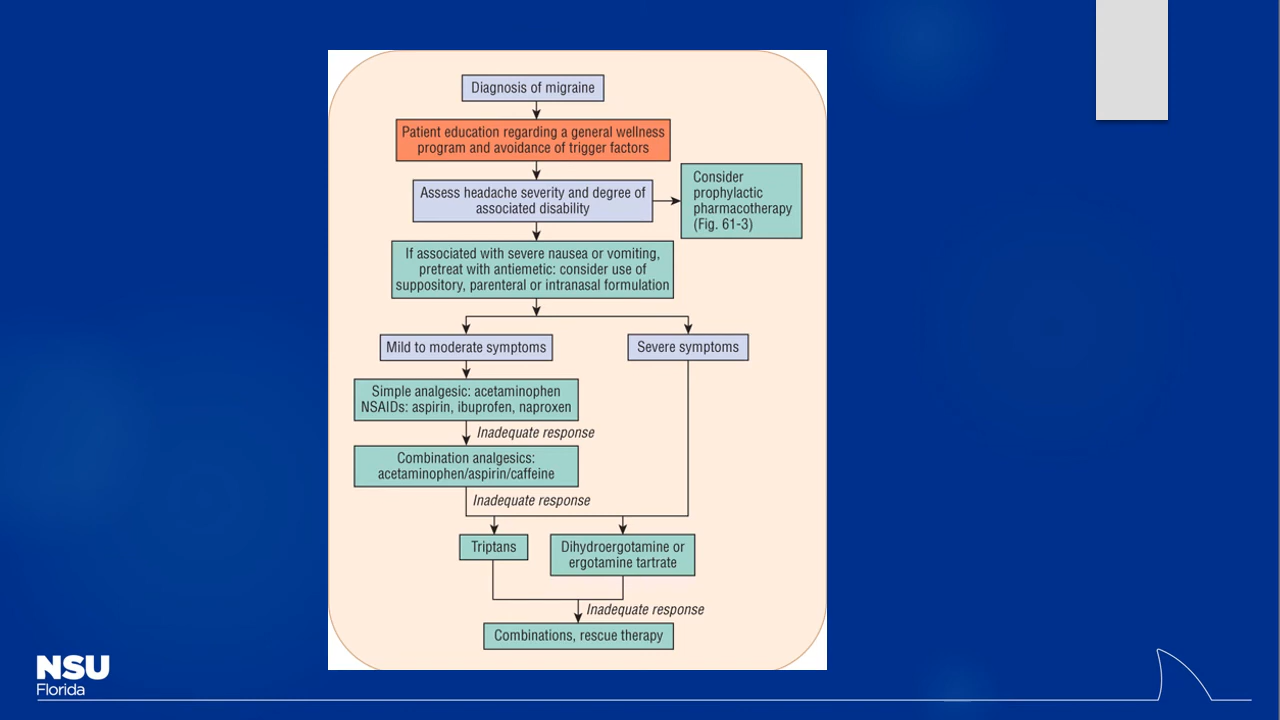 Diagnosis of migraine
Patient education regarding a general wellness
program and avoidance of trigger factors
Assess headache severity and degree of
associated disability
Consider
prophylactic
pharmacotherapy
(Fig. 61-3)
If associated with severe nausea or vomiting,
pretreat with antiemetic: consider use of
suppository, parenteral or intranasal formulation
Mild to moderate symptoms
Severe symptoms
Simple analgesic: acetaminophen
NSAIDs: aspirin, ibuprofen, naproxen
Inadequate response
Combination analgesics:
acetaminophen/aspirin/caffeine
Inadequate response
Triptans
Dihydroergotamine or
ergotamine tartrate
Inadequate response
Combinations, rescue therapy
NSU
Florida